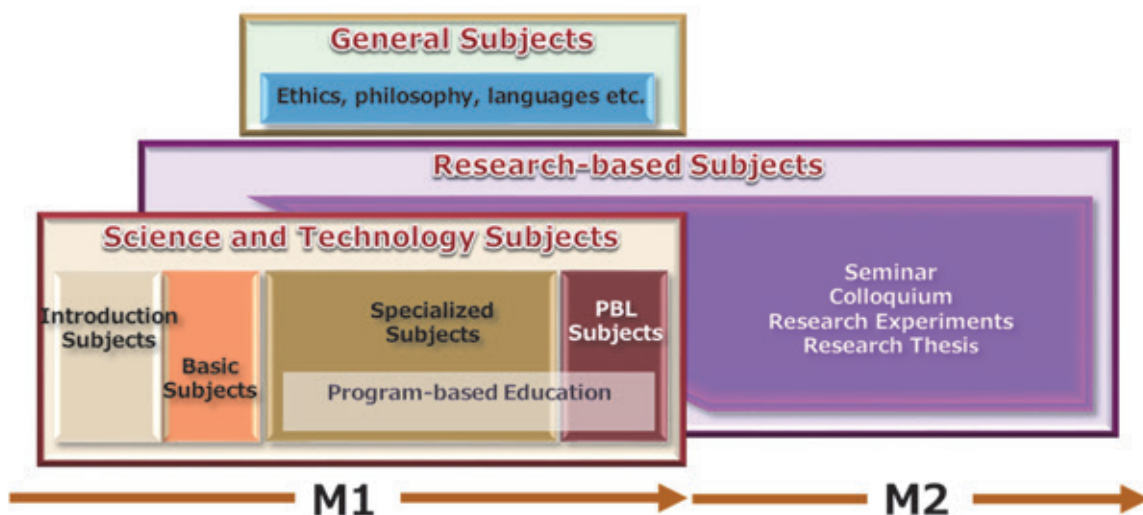 General Subjects
Ethics, philosophy, languages etc.
Research-based Subjects
Science and Technology Subjects
Introduction
Subjects
Basic
Subjects
Specialized
Subjects
PBL
Subjects
Program-based Education
Seminar
Colloquium
Research Experiments
Research Thesis
M1
M2